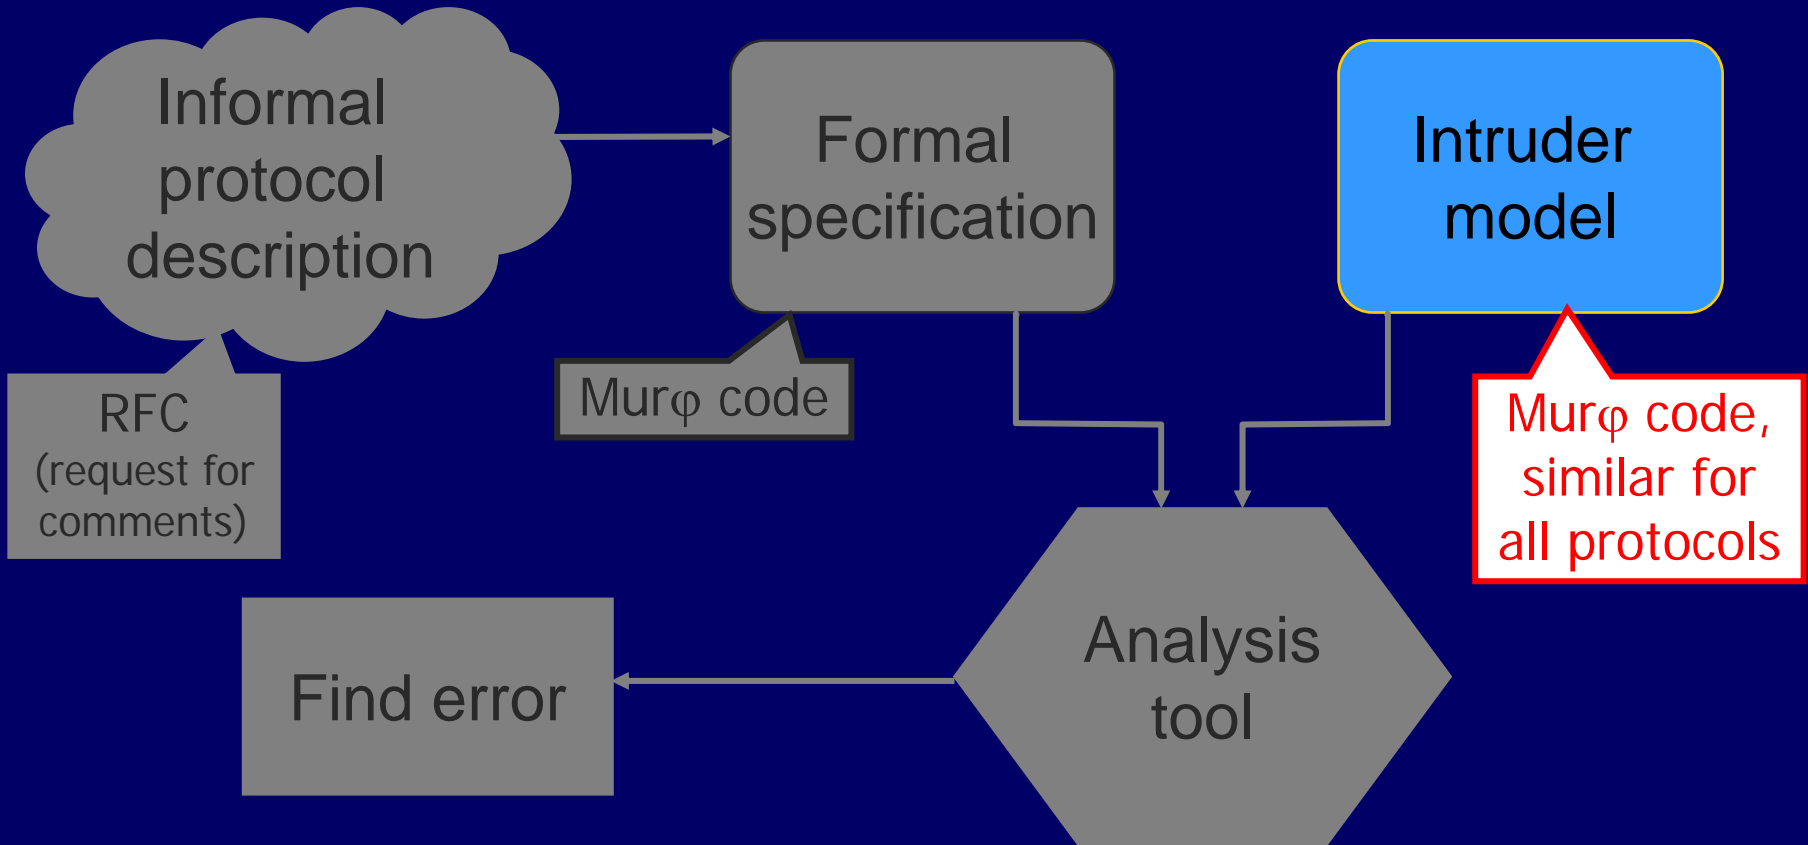 Informal
protocol
description
Formal
specification
Intruder
model
RFC
(request for
comments)
Murφ code
Murφ code,
similar for
all protocols
Find error
Analysis
tool